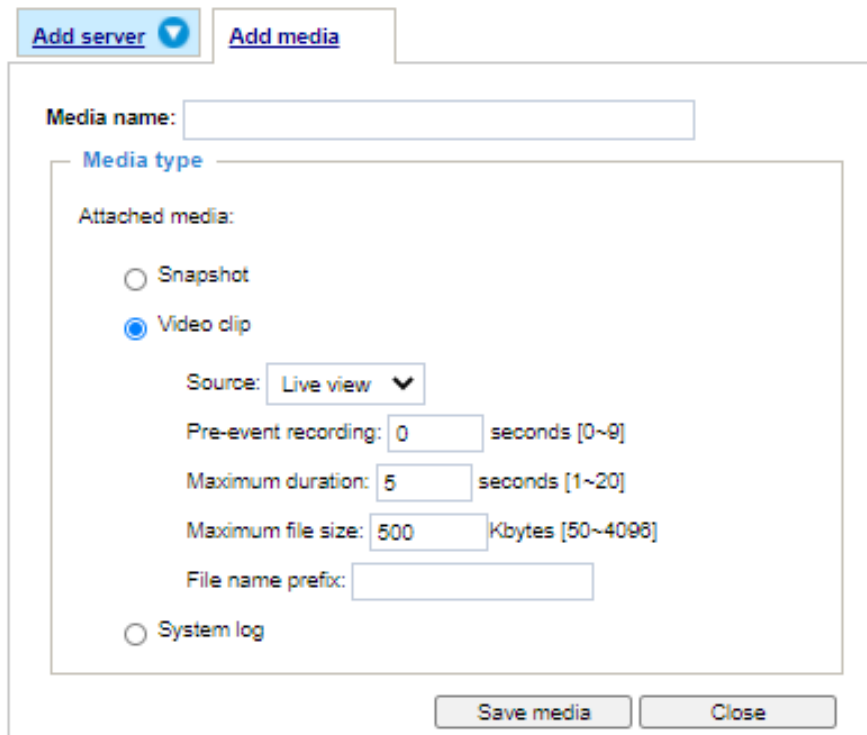 Add server Add media
Media name:
Media type
Attached media:
Snapshot
Video clip
Source: Live view
Pre-event recording: 0 seconds [0~9]
Maximum duration: 5 seconds [1~20]
Maximum file size: 500 Kbytes [50~4096]
File name prefix:
System log
Save media Close